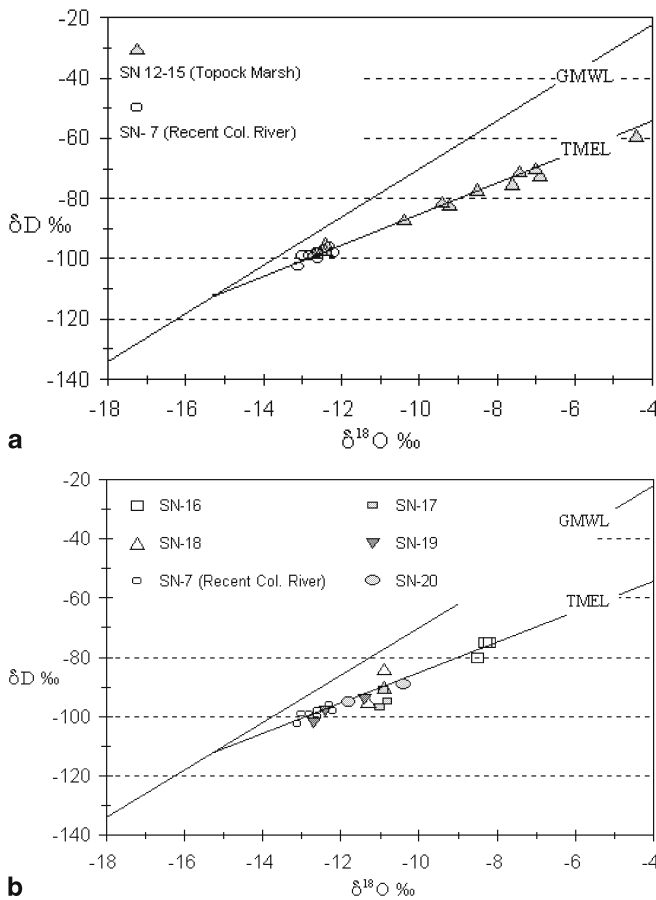 -20
-40
GMWL
SN 12-15 (Topock Marsh)
-60
SN- 7 (Recent Col. River)
TMEL
-80
δD ‰
-100
-120
-140
-18 -16 -14 -12 -10 -8 -6 -4
a
δ¹⁸O ‰
-20
SN-16 SN-17
GMWL
-40
SN-18 SN-19
SN-7 (Recent Col. River) SN-20
-60
TMEL
δD ‰
-80
-100
-120
-140
-18 -16 -14 -12 -10 -8 -6 -4
b
δ¹⁸O ‰